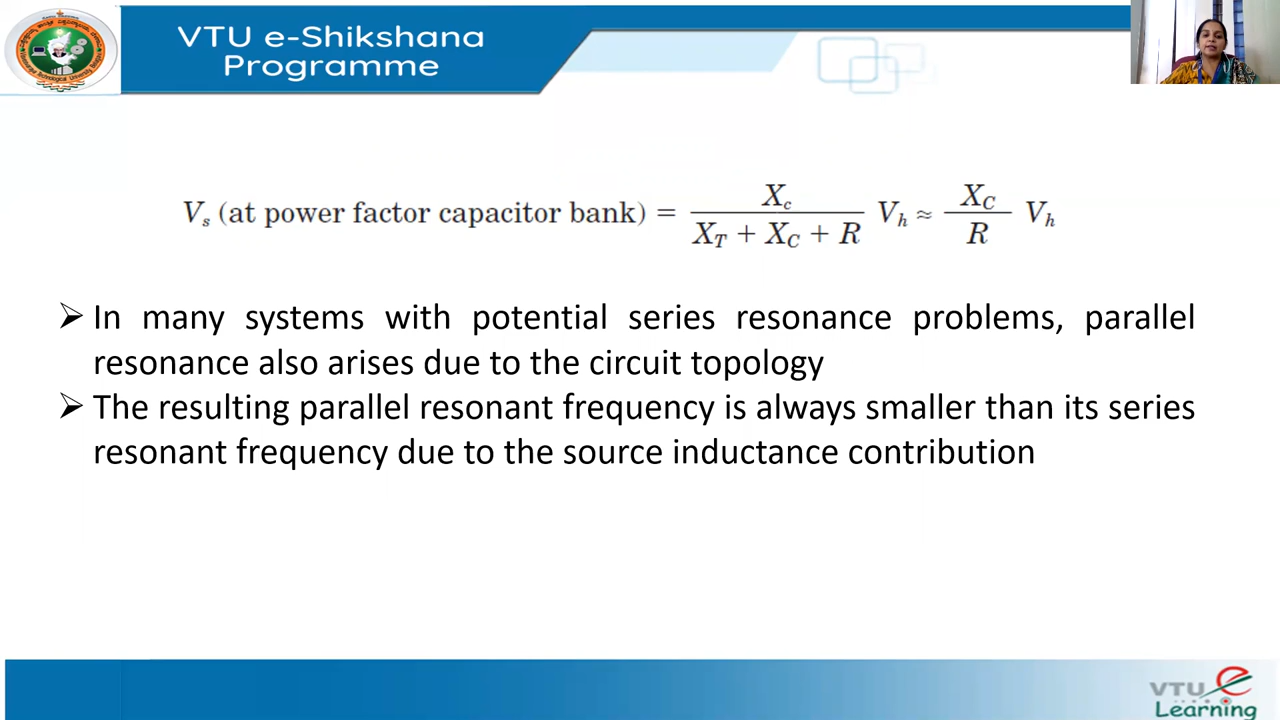 VTU e-Shikshana
Programme
V_s (at power factor capacitor bank) = X_c / (X_T + X_C + R) V_h ≈ X_C / R V_h
➢ In many systems with potential series resonance problems, parallel
resonance also arises due to the circuit topology
➢ The resulting parallel resonant frequency is always smaller than its series
resonant frequency due to the source inductance contribution
VTU e
Learning